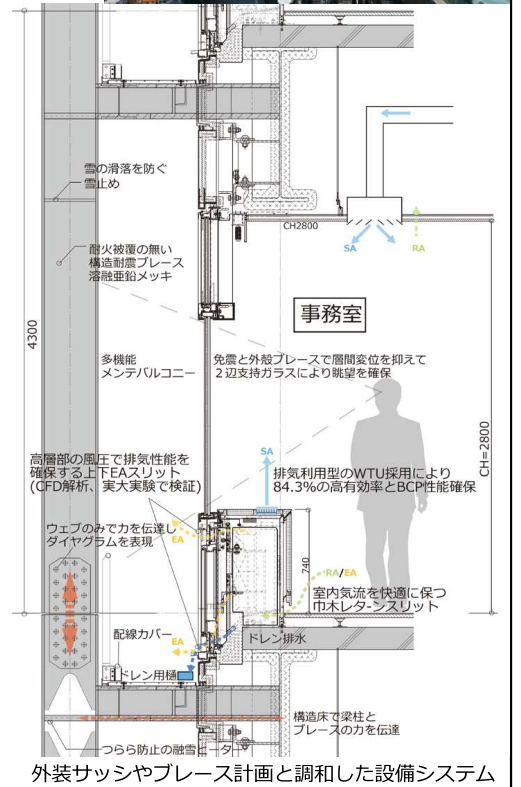 雪の滑落を防ぐ
雪止め
CH2800
SA
RA
耐火被覆の無い
構造耐震ブレース
溶融亜鉛メッキ
事務室
4300
多機能
メンテバルコニー
免震と外殻ブレースで層間変位を抑えて
２辺支持ガラスにより眺望を確保
CH=2800
高層部の風圧で排気性能を
確保する上下EAスリット
(CFD解析、実大実験で検証)
SA
排気利用型のWTU採用により
84.3%の高有効率とBCP性能確保
ウェブのみで力を伝達し
ダイヤグラムを表現
EA
740
RA/EA
室内気流を快適に保つ
巾木レターンスリット
配線カバー
EA
ドレン排水
ドレン用樋
構造床で梁柱と
ブレースの力を伝達
つらら防止の融雪ヒーター
外装サッシやブレース計画と調和した設備システム